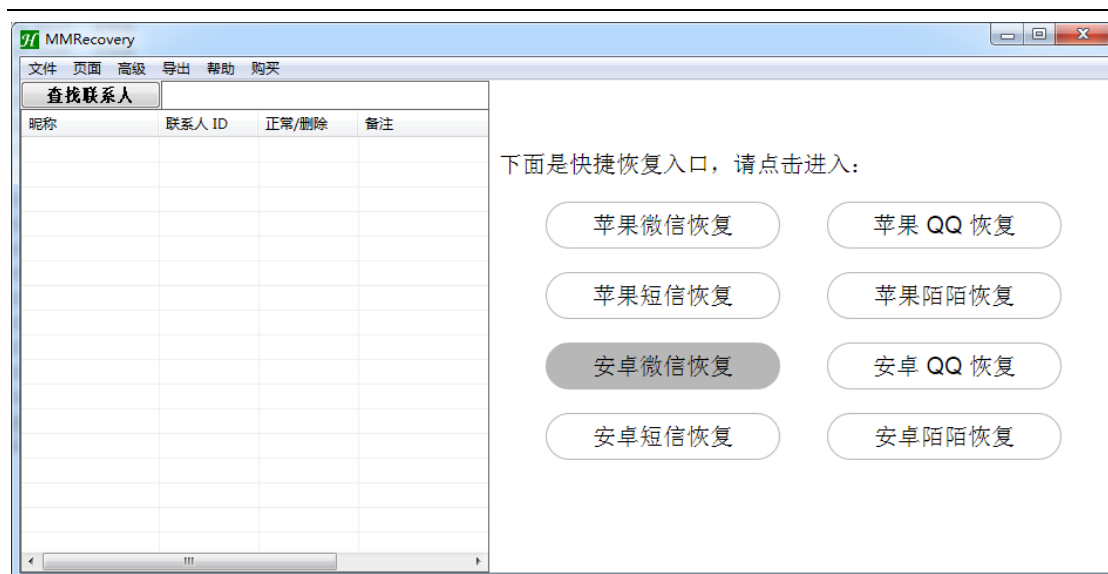 MMRecovery
文件 页面 高级 导出 帮助 购买
查找联系人
昵称 联系人 ID 正常/删除 备注
下面是快捷恢复入口，请点击进入：
苹果微信恢复 苹果 QQ 恢复
苹果短信恢复 苹果陌陌恢复
安卓微信恢复 安卓 QQ 恢复
安卓短信恢复 安卓陌陌恢复